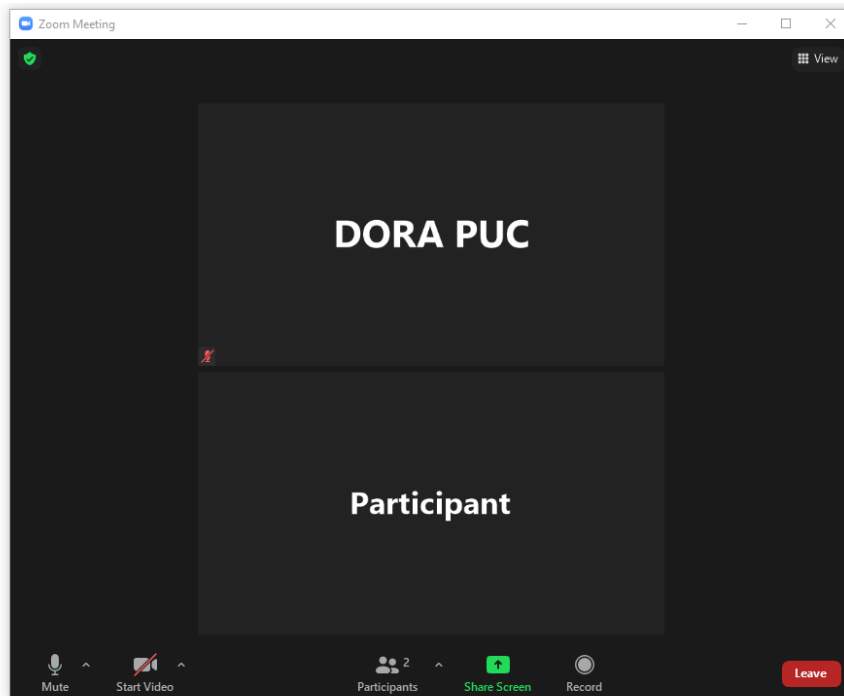 Zoom Meeting
View
DORA PUC
Participant
2
Mute
Start Video
Participants
Share Screen
Record
Leave